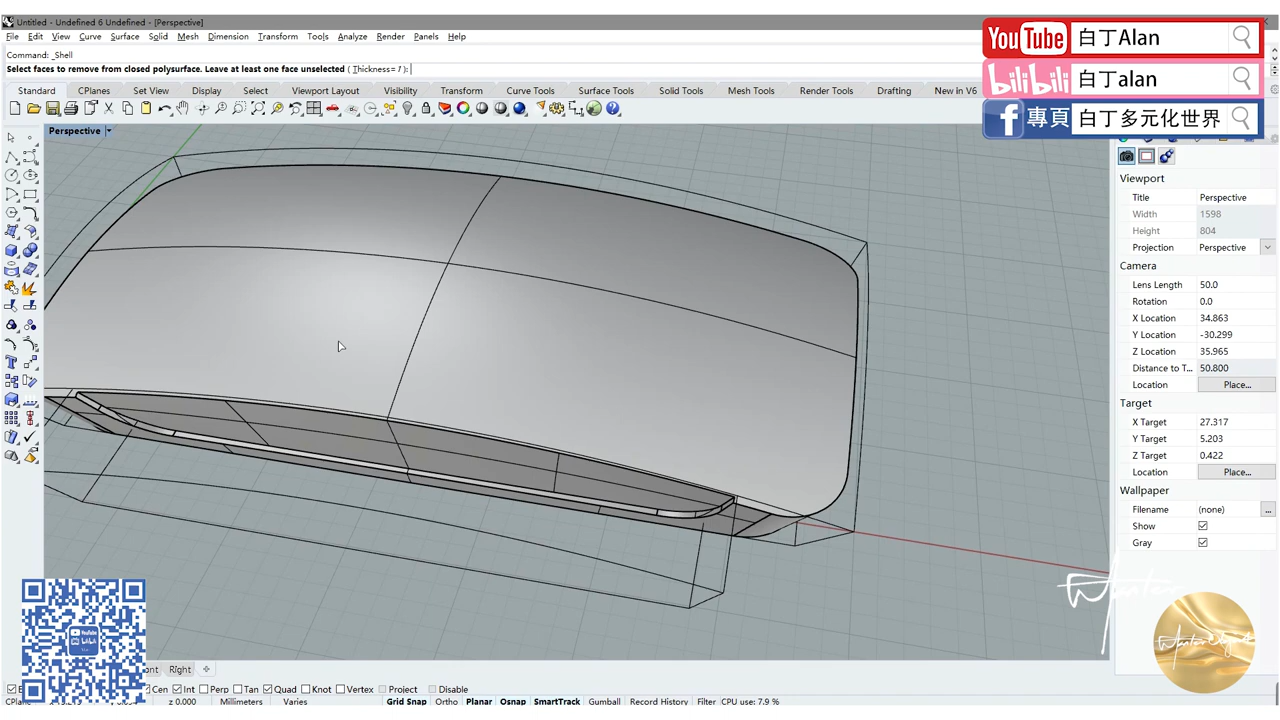 Untitled - Undefined 6 Undefined - [Perspective]
File Edit View Curve Surface Solid Mesh Dimension Transform Tools Analyze Render Panels Help
Command: _Shell
Select faces to remove from closed polysurface. Leave at least one face unselected ( Thickness=1 ):
Standard CPlanes Set View Display Select Viewport Layout Visibility Transform Curve Tools Surface Tools Solid Tools Mesh Tools Render Tools Drafting New in V6
YouTube 白丁Alan
bilibili 白丁alan
f 專頁 白丁多元化世界
Perspective
Viewport
Title Perspective
Width 1598
Height 804
Projection Perspective
Camera
Lens Length 50.0
Rotation 0.0
X Location 34.863
Y Location -30.299
Z Location 35.965
Distance to T... 50.800
Location Place...
Target
X Target 27.317
Y Target 5.203
Z Target 0.422
Location Place...
Wallpaper
Filename (none) ...
Show
Gray
Right
Cen Int Perp Tan Quad Knot Vertex Project Disable
CPlane z 0.000 Millimeters Varies Grid Snap Ortho Planar Osnap SmartTrack Gumball Record History Filter CPU use: 7.9 %